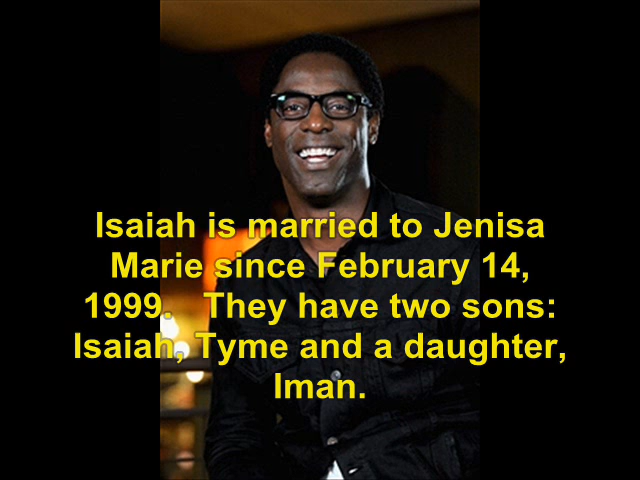 Isaiah is married to Jenisa
Marie since February 14,
1999.   They have two sons:
Isaiah, Tyme and a daughter,
Iman.